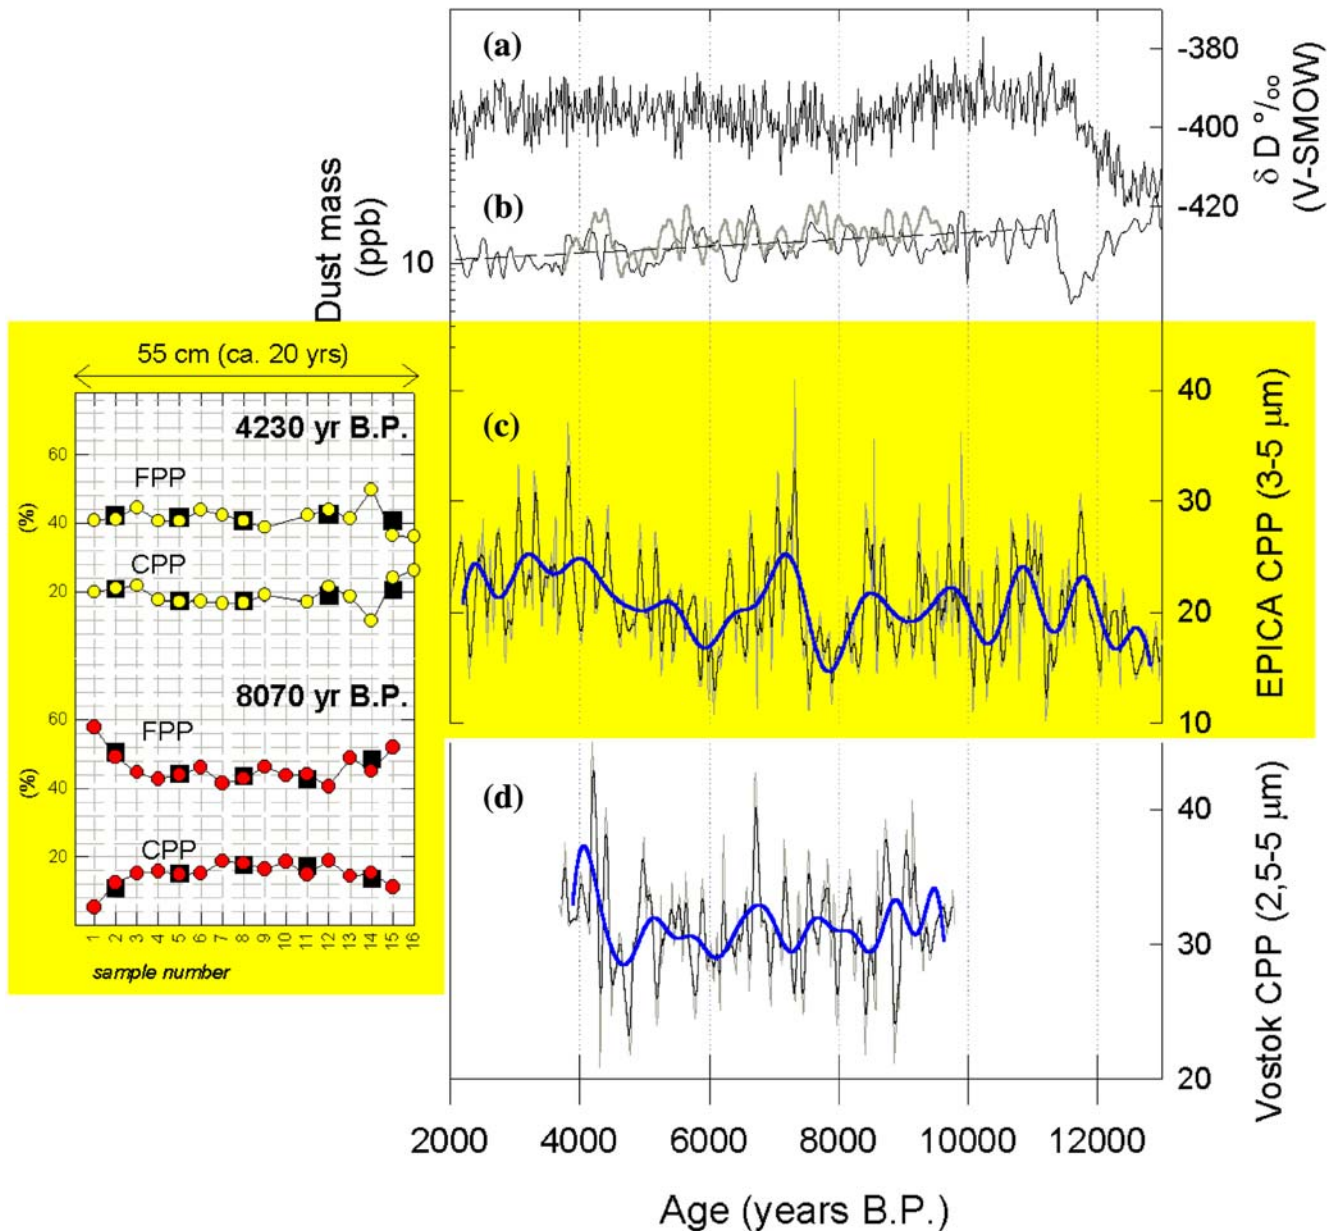 (a)
-380
-400
-420
δ D °/oo
(V-SMOW)
(b)
Dust mass
(ppb)
10
55 cm (ca. 20 yrs)
4230 yr B.P.
60
FPP
40
CPP
20
(%)
8070 yr B.P.
60
FPP
40
CPP
20
(%)
1 2 3 4 5 6 7 8 9 10 11 12 13 14 15 16
sample number
(c)
40
30
20
10
EPICA CPP (3-5 µm)
(d)
40
30
20
Vostok CPP (2,5-5 µm)
2000 4000 6000 8000 10000 12000
Age (years B.P.)